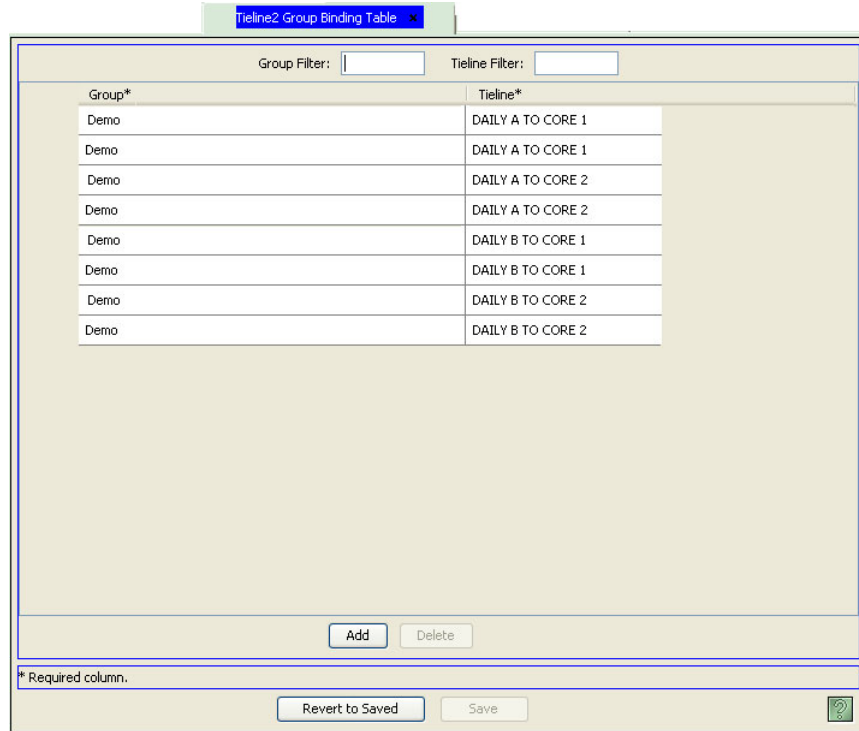 Tieline2 Group Binding Table ×
Group Filter: Tieline Filter:
Group* Tieline*
Demo DAILY A TO CORE 1
Demo DAILY A TO CORE 1
Demo DAILY A TO CORE 2
Demo DAILY A TO CORE 2
Demo DAILY B TO CORE 1
Demo DAILY B TO CORE 1
Demo DAILY B TO CORE 2
Demo DAILY B TO CORE 2
Add Delete
* Required column.
Revert to Saved Save ?